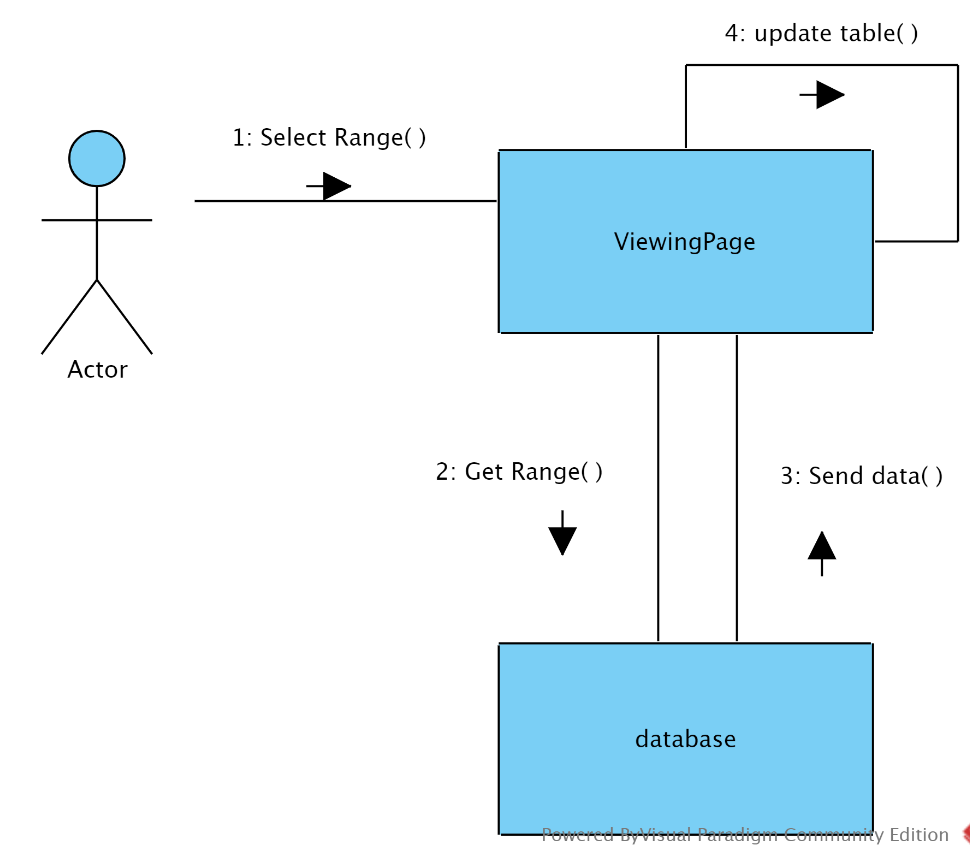 4: update table( )
1: Select Range( )
ViewingPage
Actor
2: Get Range( )
3: Send data( )
database
Powered ByVisual Paradigm Community Edition